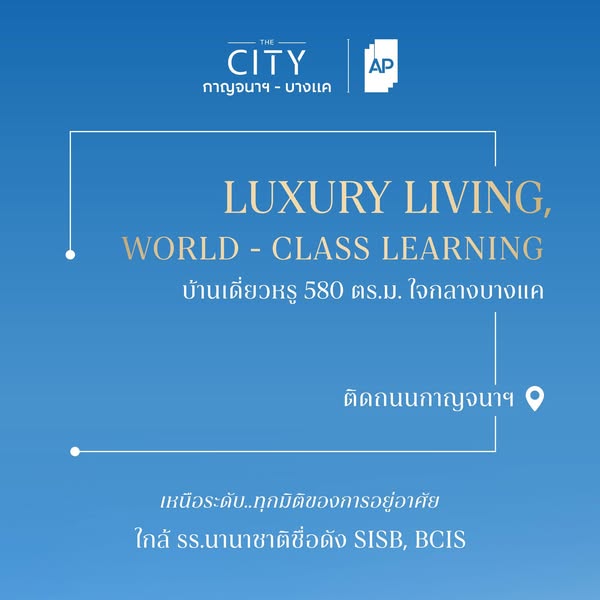 THE
CITY
กาญจนาฯ - บางแค
AP
LUXURY LIVING,
WORLD - CLASS LEARNING
บ้านเดี่ยวหรู 580 ตร.ม. ใจกลางบางแค
ติดถนนกาญจนาฯ
เหนือระดับ..ทุกมิติของการอยู่อาศัย
ใกล้ รร.นานาชาติชื่อดัง SISB, BCIS